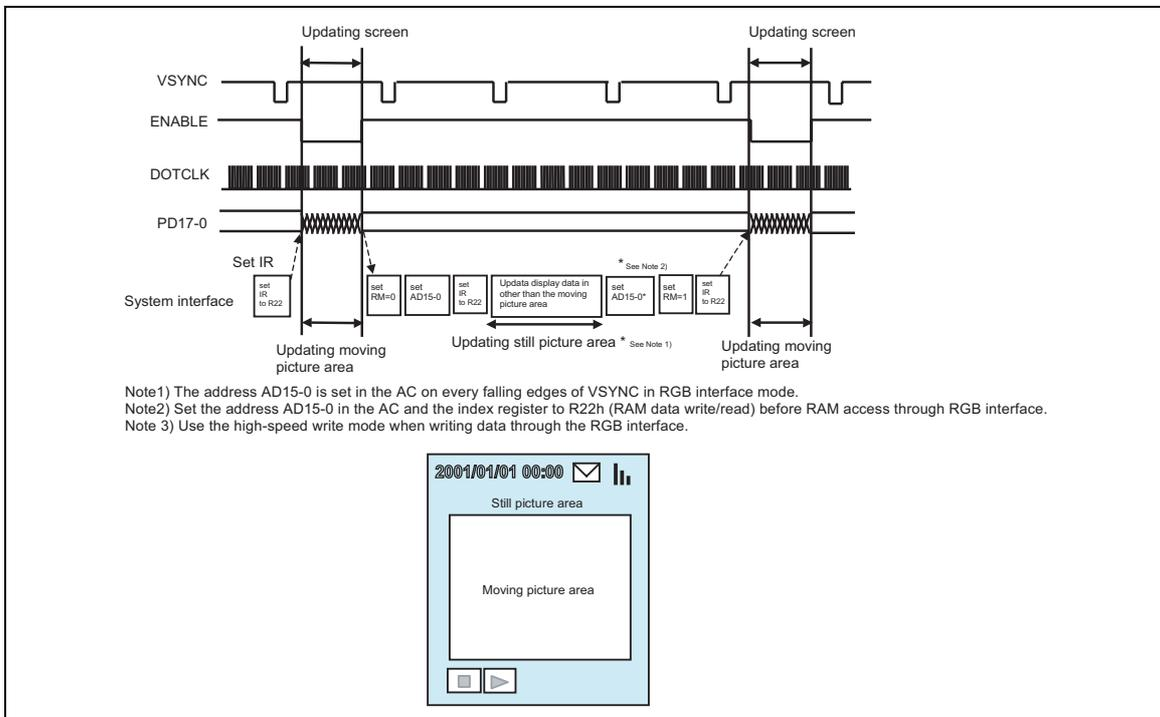 Updating screen
Updating screen
VSYNC
ENABLE
DOTCLK
PD17-0
Set IR
System interface
set
IR
to R22
set
RM=0
set
AD15-0
set
IR
to R22
Updata display data in
other than the moving
picture area
* See Note 2)
set
AD15-0*
set
RM=1
set
IR
to R22
Updating moving
picture area
Updating still picture area * See Note 1)
Updating moving
picture area
Note1) The address AD15-0 is set in the AC on every falling edges of VSYNC in RGB interface mode.
Note2) Set the address AD15-0 in the AC and the index register to R22h (RAM data write/read) before RAM access through RGB interface.
Note 3) Use the high-speed write mode when writing data through the RGB interface.
2001/01/01 00:00
Still picture area
Moving picture area